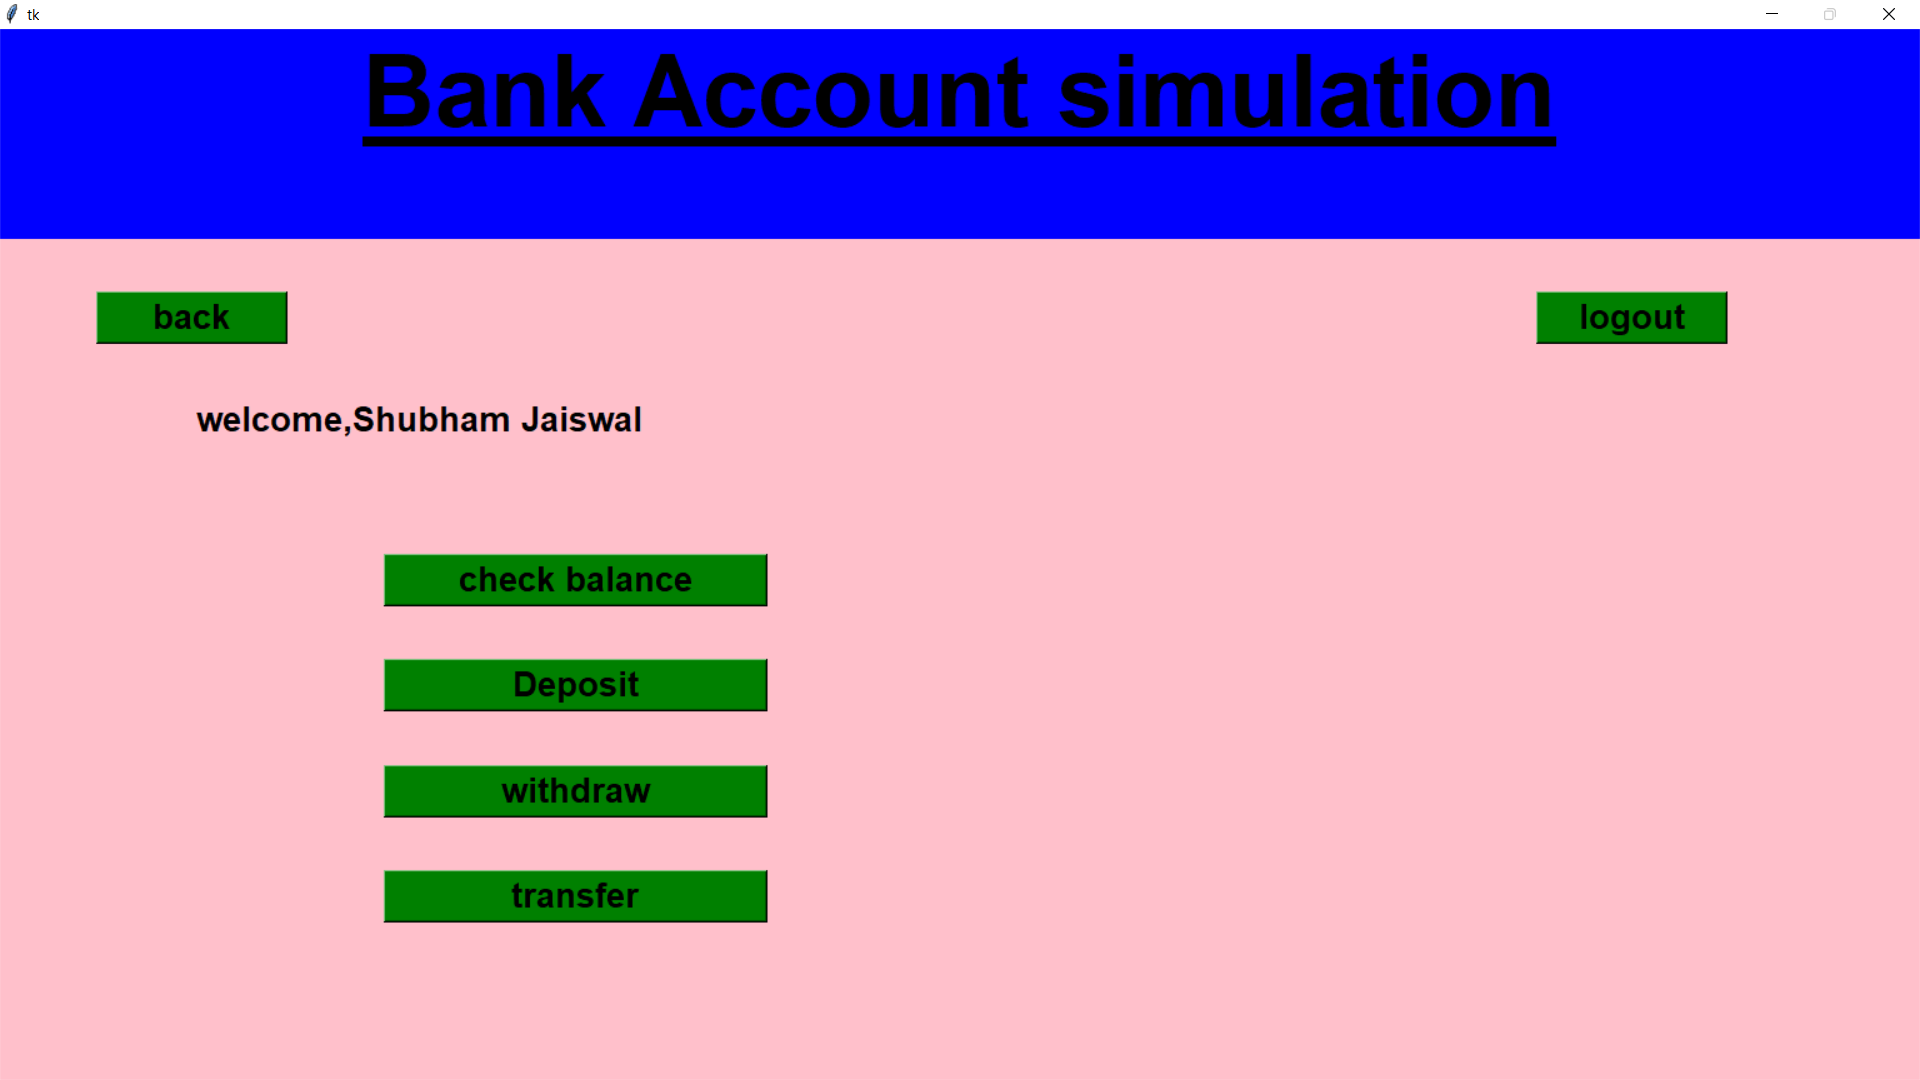 tk
Bank Account simulation
back
logout
welcome,Shubham Jaiswal
check balance
Deposit
withdraw
transfer